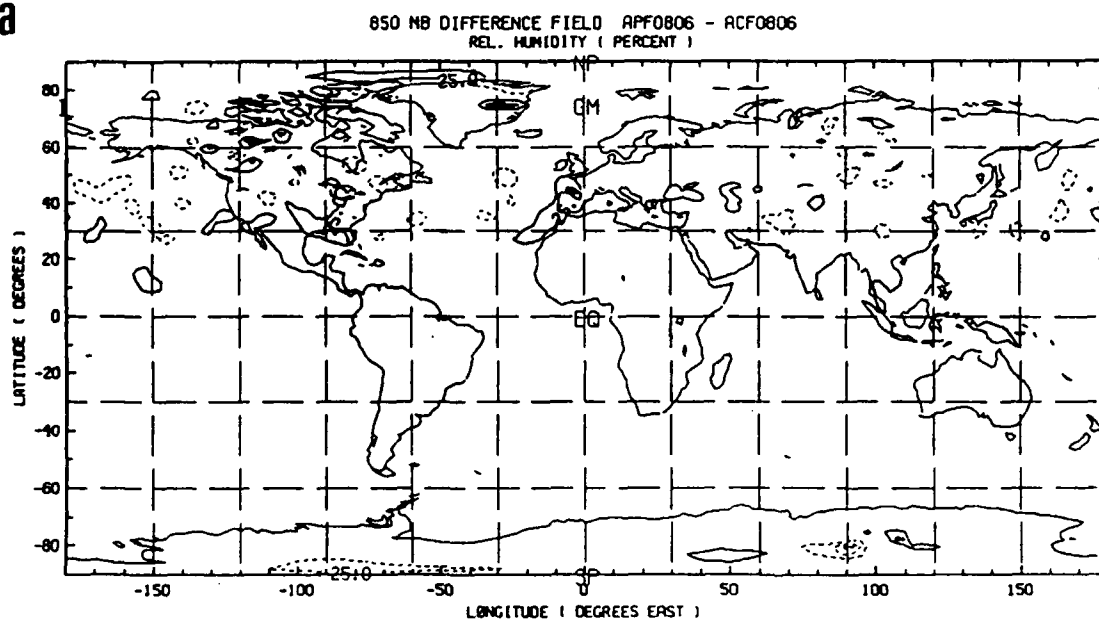 a
850 MB DIFFERENCE FIELD APF0806 - ACF0806
REL. HUMIDITY ( PERCENT )
NP
25.0
GM
EQ
-25.0
SP
80
60
40
20
0
-20
-40
-60
-80
LATITUDE ( DEGREES )
-150 -100 -50 0 50 100 150
LONGITUDE ( DEGREES EAST )